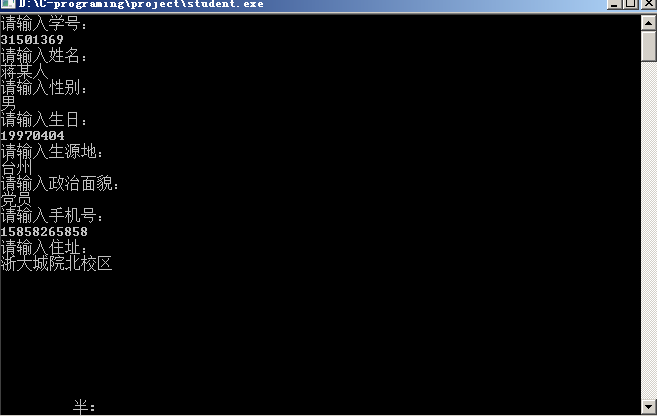 D:\C-programing\project\student.exe
请输入学号：
31501369
请输入姓名：
蒋某人
请输入性别：
男
请输入生日：
19970404
请输入生源地：
台州
请输入政治面貌：
党员
请输入手机号：
15858265858
请输入住址：
浙大城院北校区
半：